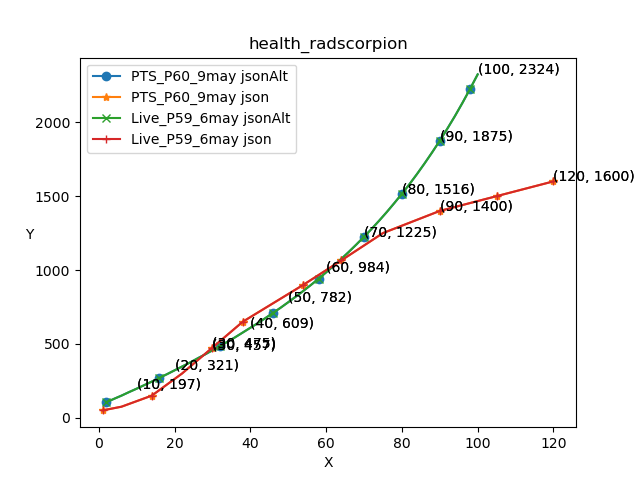 health_radscorpion
PTS_P60_9may jsonAlt
PTS_P60_9may json
Live_P59_6may jsonAlt
Live_P59_6may json
(100, 2324)
(90, 1875)
(120, 1600)
(80, 1516)
(90, 1400)
(70, 1225)
(60, 984)
(50, 782)
(40, 609)
(20, 321)
(10, 197)
Y
2000
1500
1000
500
0
0 20 40 60 80 100 120
X